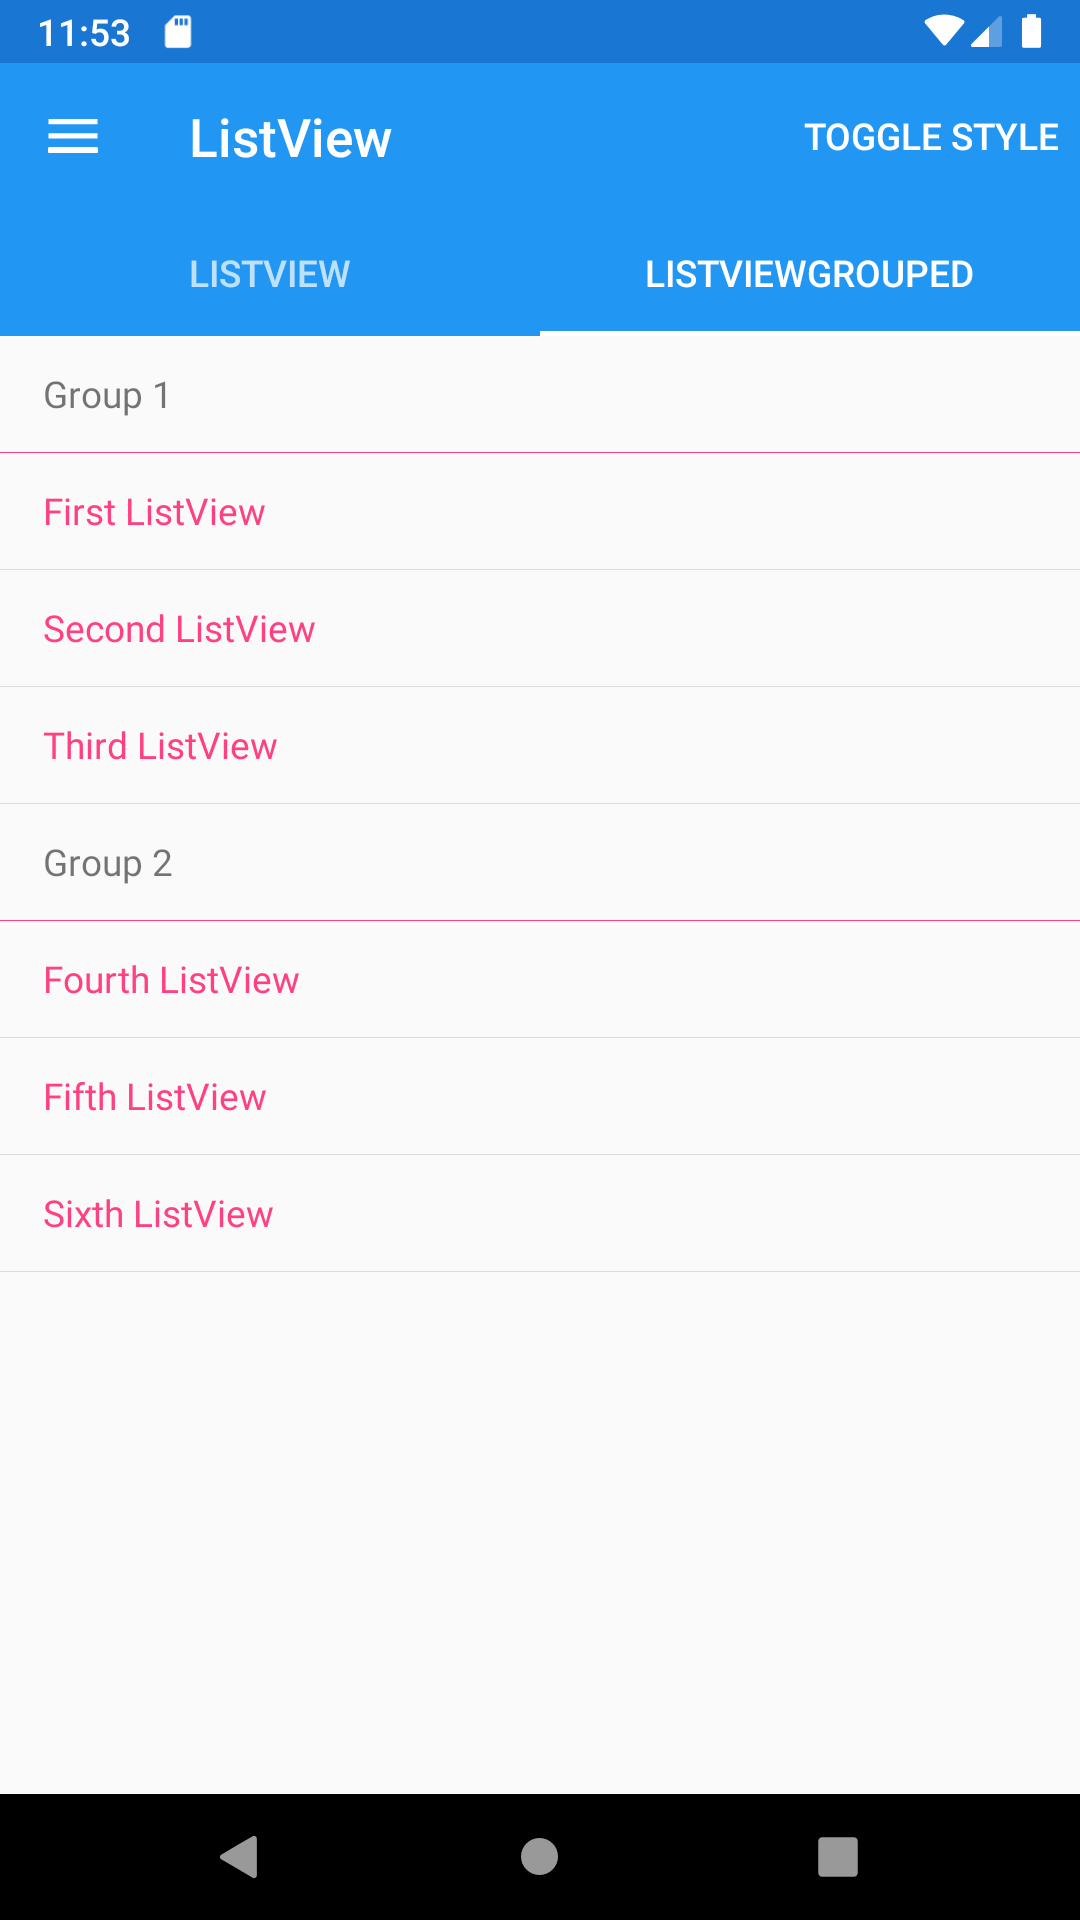 11:53
ListView
TOGGLE STYLE
LISTVIEW
LISTVIEWGROUPED
Group 1
First ListView
Second ListView
Third ListView
Group 2
Fourth ListView
Fifth ListView
Sixth ListView